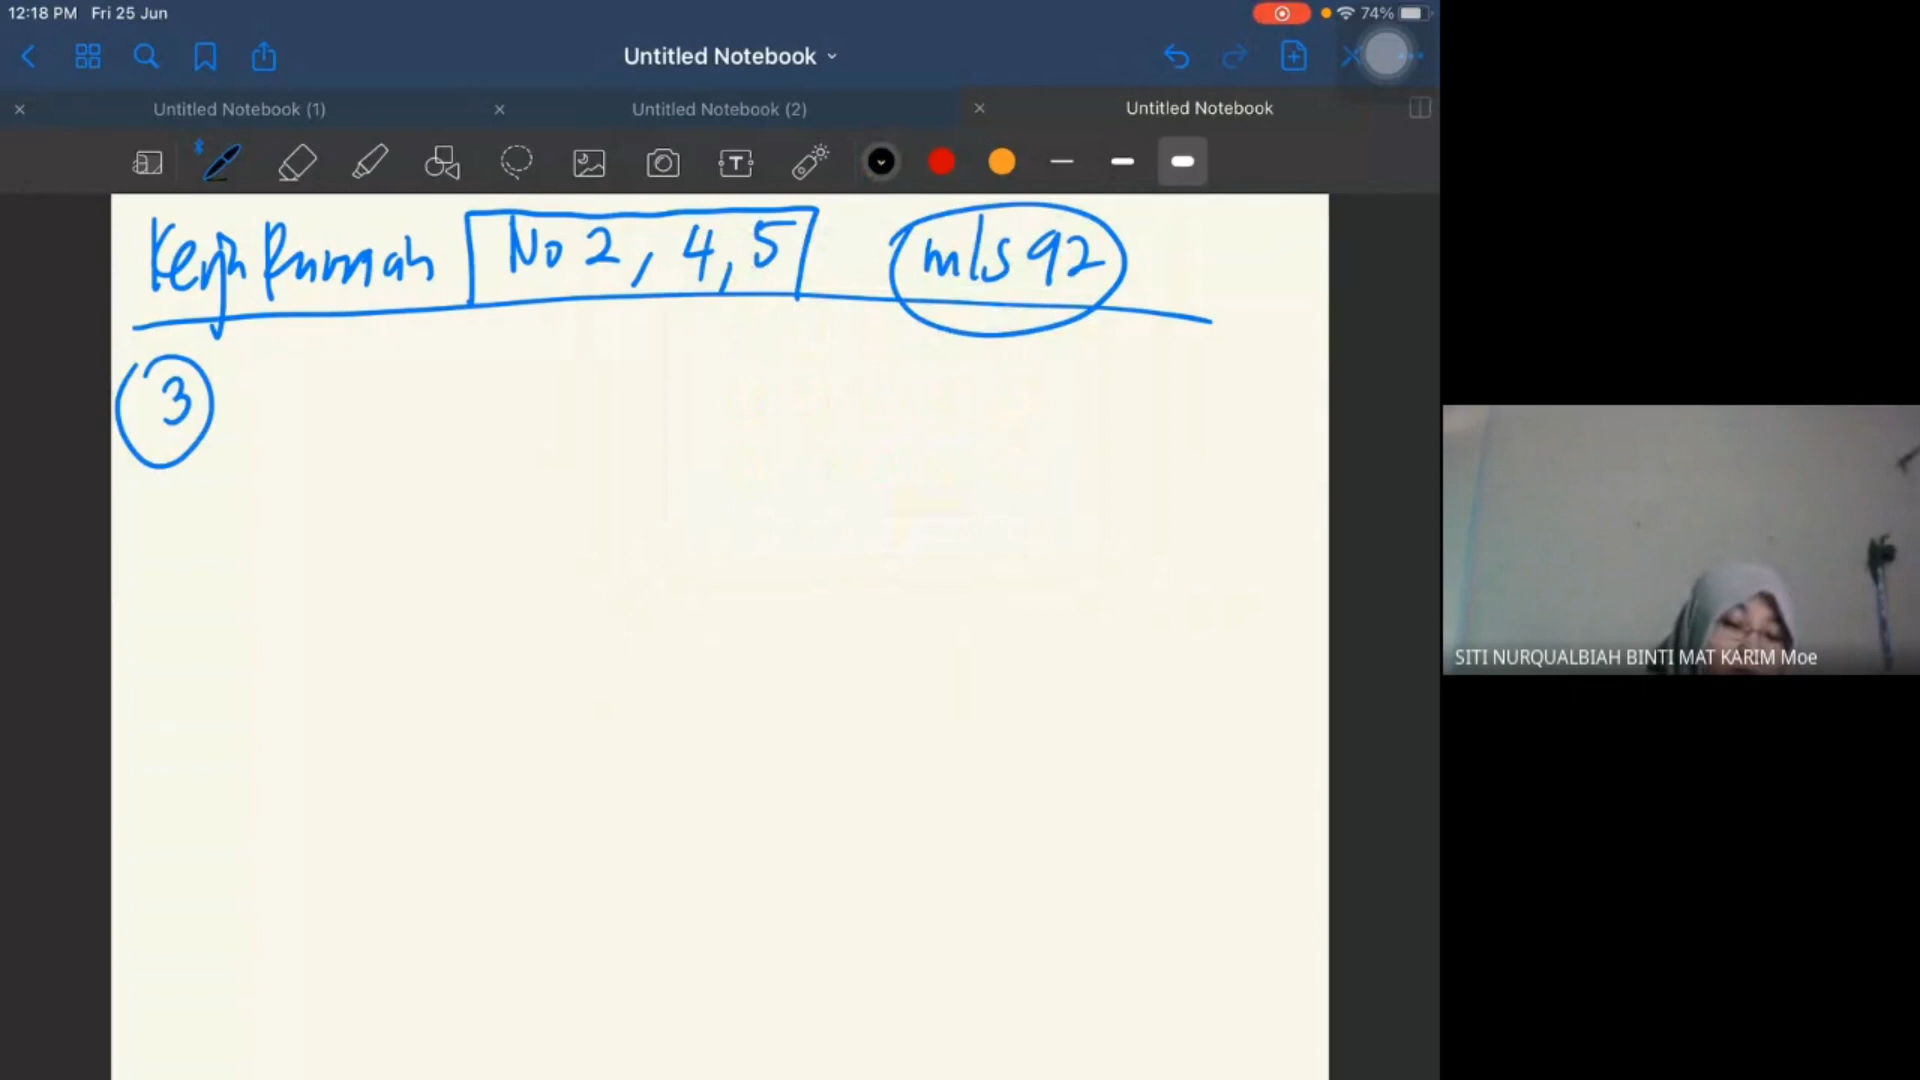 12:18 PM Fri 25 Jun 74%
Untitled Notebook
Untitled Notebook (1) Untitled Notebook (2) Untitled Notebook
Kerja Rumah No 2, 4, 5 m/s 92
3
SITI NURQUALBIAH BINTI MAT KARIM Moe